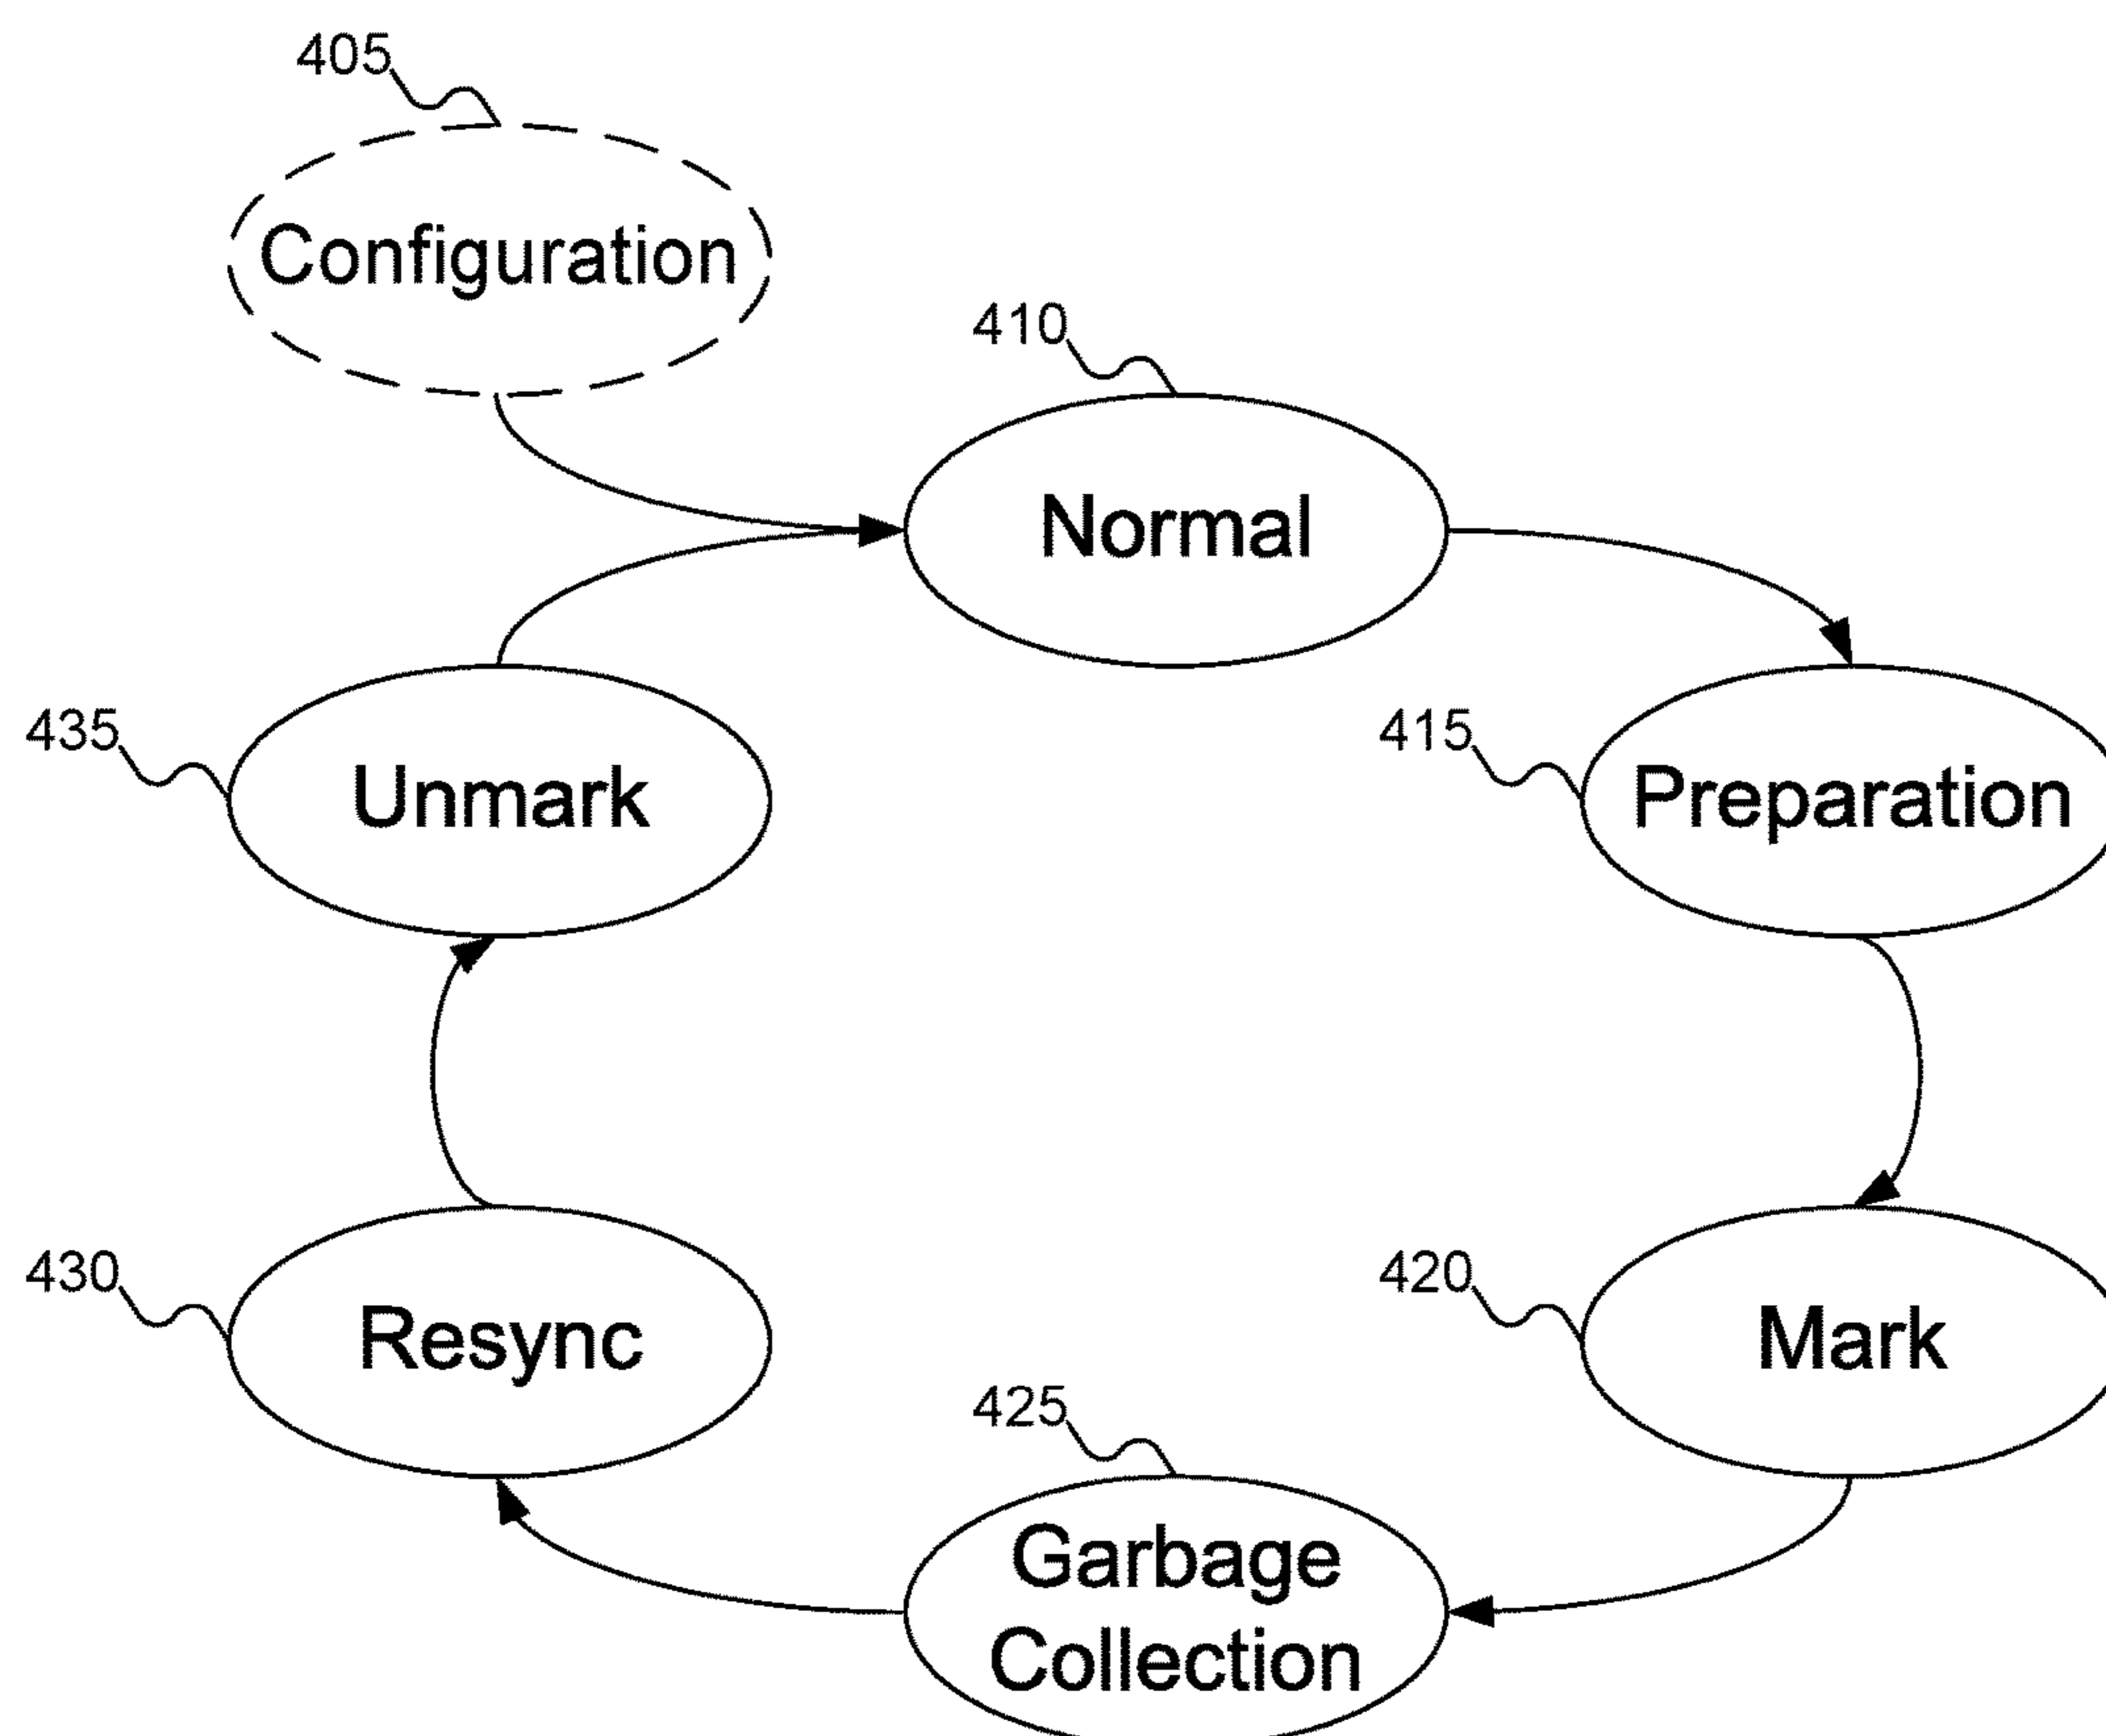 405
Configuration
410
Normal
435
Unmark
415
Preparation
430
Resync
420
Mark
425
Garbage
Collection